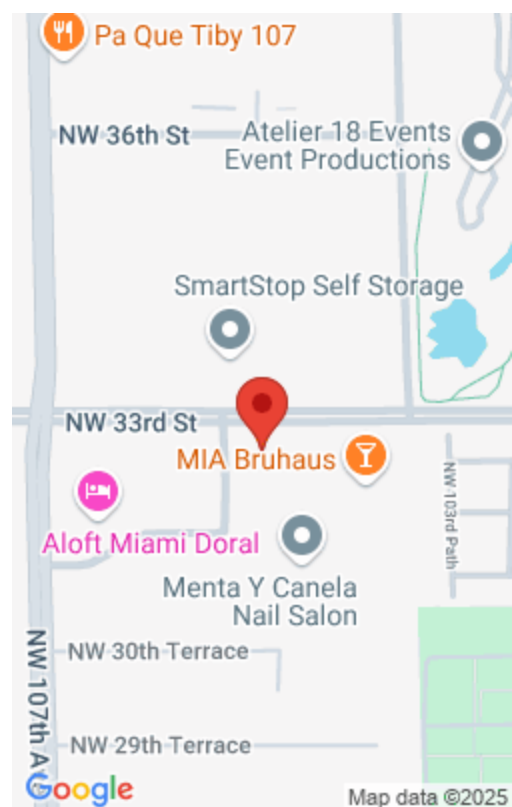 Pa Que Tiby 107
NW 36th St
Atelier 18 Events
Event Productions
SmartStop Self Storage
NW 33rd St
MIA Bruhaus
NW 103rd Path
Aloft Miami Doral
Menta Y Canela
Nail Salon
NW 30th Terrace
NW 107th A
NW 29th Terrace
Google
Map data ©2025